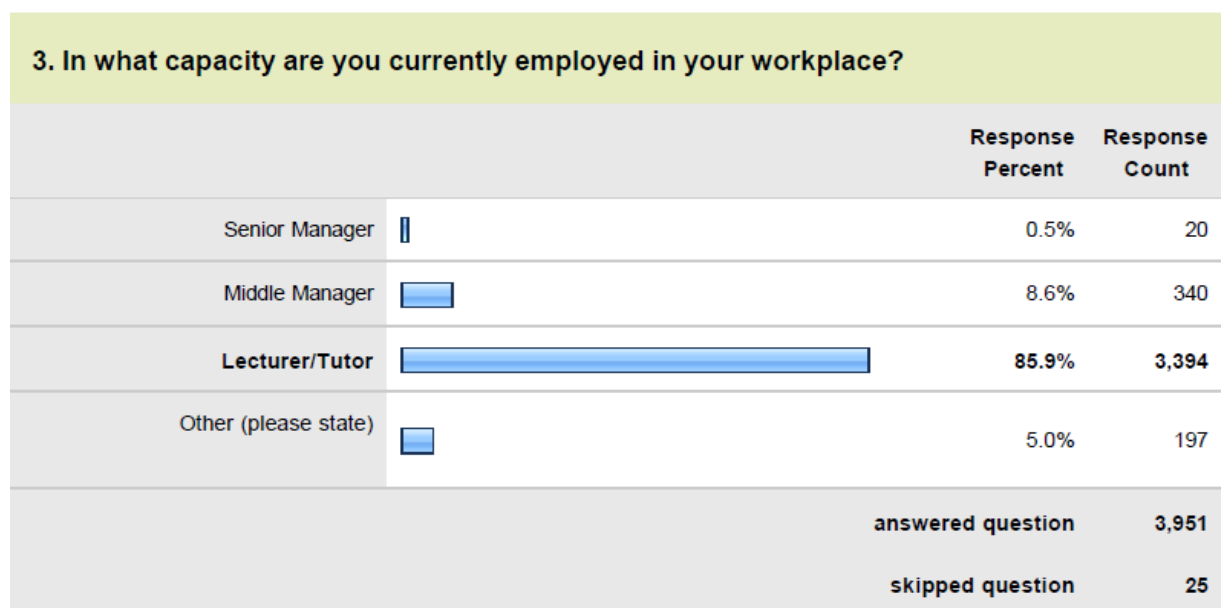 3. In what capacity are you currently employed in your workplace?
Response Percent Response Count
Senior Manager 0.5% 20
Middle Manager 8.6% 340
Lecturer/Tutor 85.9% 3,394
Other (please state) 5.0% 197
answered question 3,951
skipped question 25